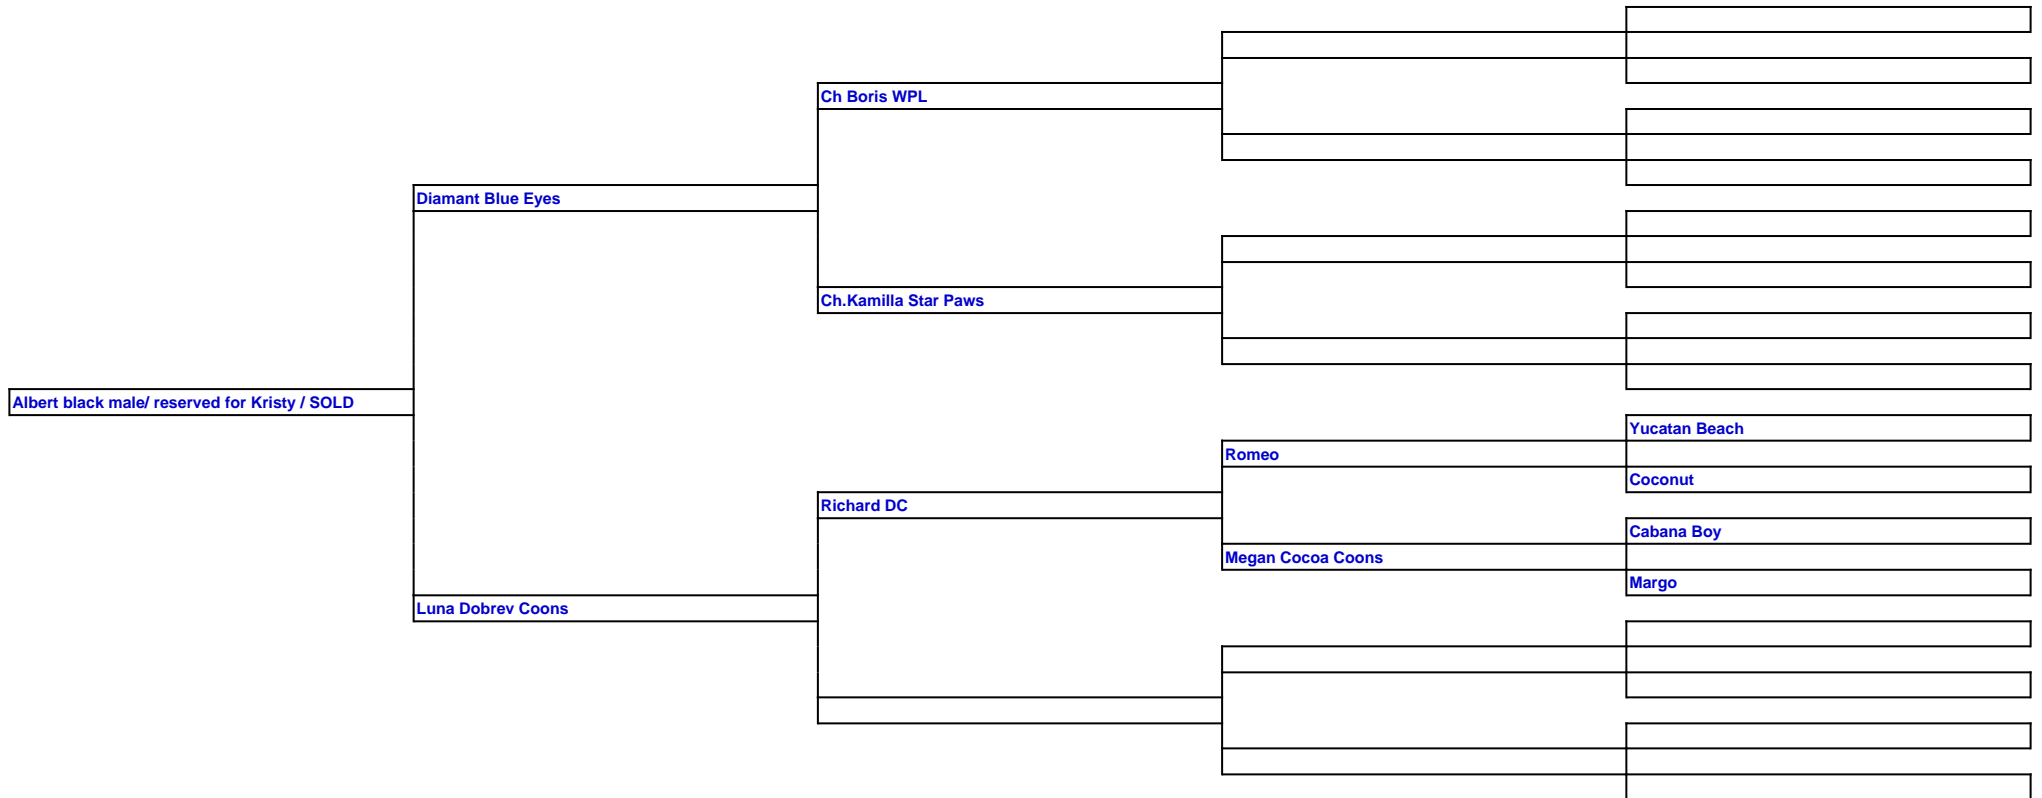 Ch Boris WPL
Diamant Blue Eyes
Ch.Kamilla Star Paws
Albert black male/ reserved for Kristy / SOLD
Yucatan Beach
Romeo
Coconut
Richard DC
Cabana Boy
Megan Cocoa Coons
Margo
Luna Dobrev Coons